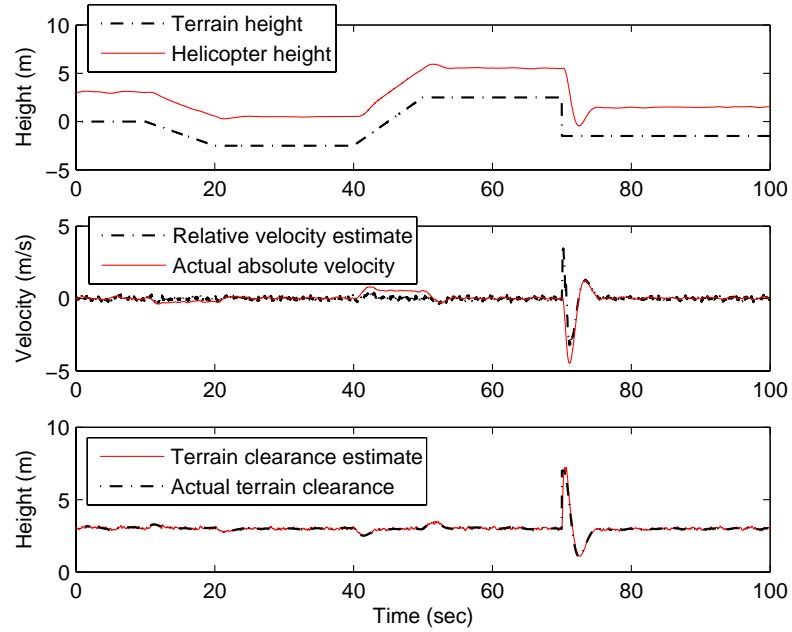 Terrain height
Helicopter height
Height (m)
10
5
0
−5
0 20 40 60 80 100
Relative velocity estimate
Actual absolute velocity
Velocity (m/s)
5
0
−5
0 20 40 60 80 100
Terrain clearance estimate
Actual terrain clearance
Height (m)
10
5
0
0 20 40 60 80 100
Time (sec)